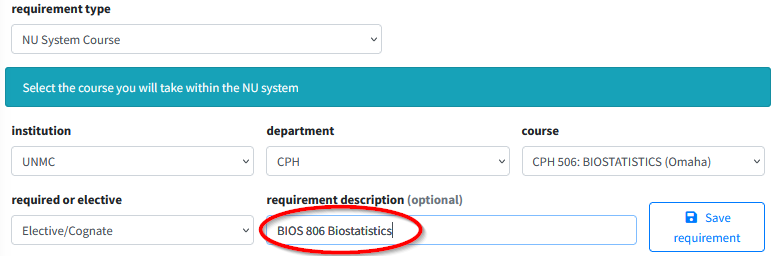 requirement type
NU System Course
Select the course you will take within the NU system
institution department course
UNMC CPH CPH 506: BIOSTATISTICS (Omaha)
required or elective requirement description (optional)
Elective/Cognate BIOS 806 Biostatistics Save
requirement